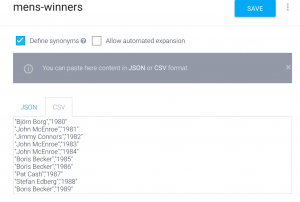 mens-winners
SAVE
Define synonyms
Allow automated expansion
You can paste here content in JSON or CSV format
JSON
CSV
"Björn Borg","1980"
"John McEnroe","1981"
"Jimmy Connors","1982"
"John McEnroe","1983"
"John McEnroe","1984"
"Boris Becker","1985"
"Boris Becker","1986"
"Pat Cash","1987"
"Stefan Edberg","1988"
"Boris Becker","1989"